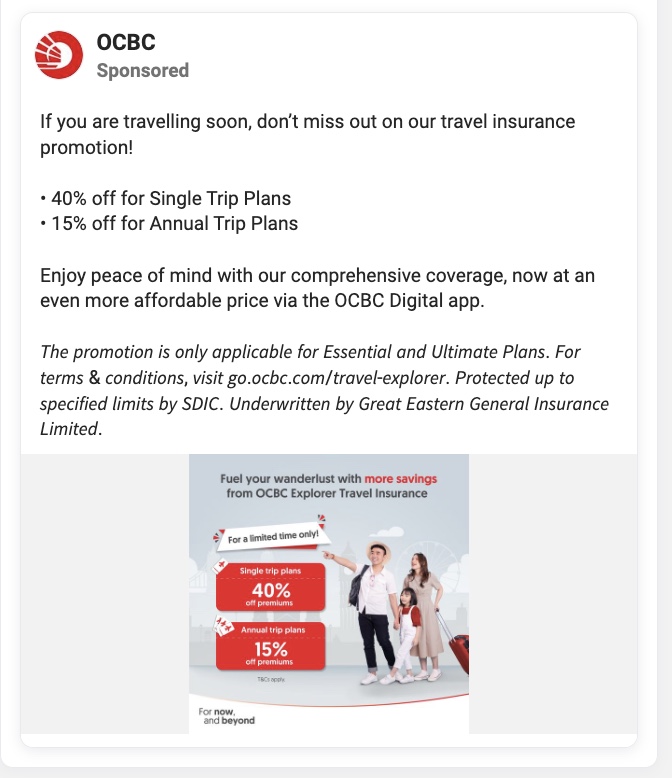 OCBC
Sponsored
If you are travelling soon, don’t miss out on our travel insurance
promotion!
• 40% off for Single Trip Plans
• 15% off for Annual Trip Plans
Enjoy peace of mind with our comprehensive coverage, now at an
even more affordable price via the OCBC Digital app.
The promotion is only applicable for Essential and Ultimate Plans. For
terms & conditions, visit go.ocbc.com/travel-explorer. Protected up to
specified limits by SDIC. Underwritten by Great Eastern General Insurance
Limited.
Fuel your wanderlust with more savings
from OCBC Explorer Travel Insurance
For a limited time only!
Single trip plans
40%
off premiums
Annual trip plans
15%
off premiums
T&Cs apply
For now,
and beyond